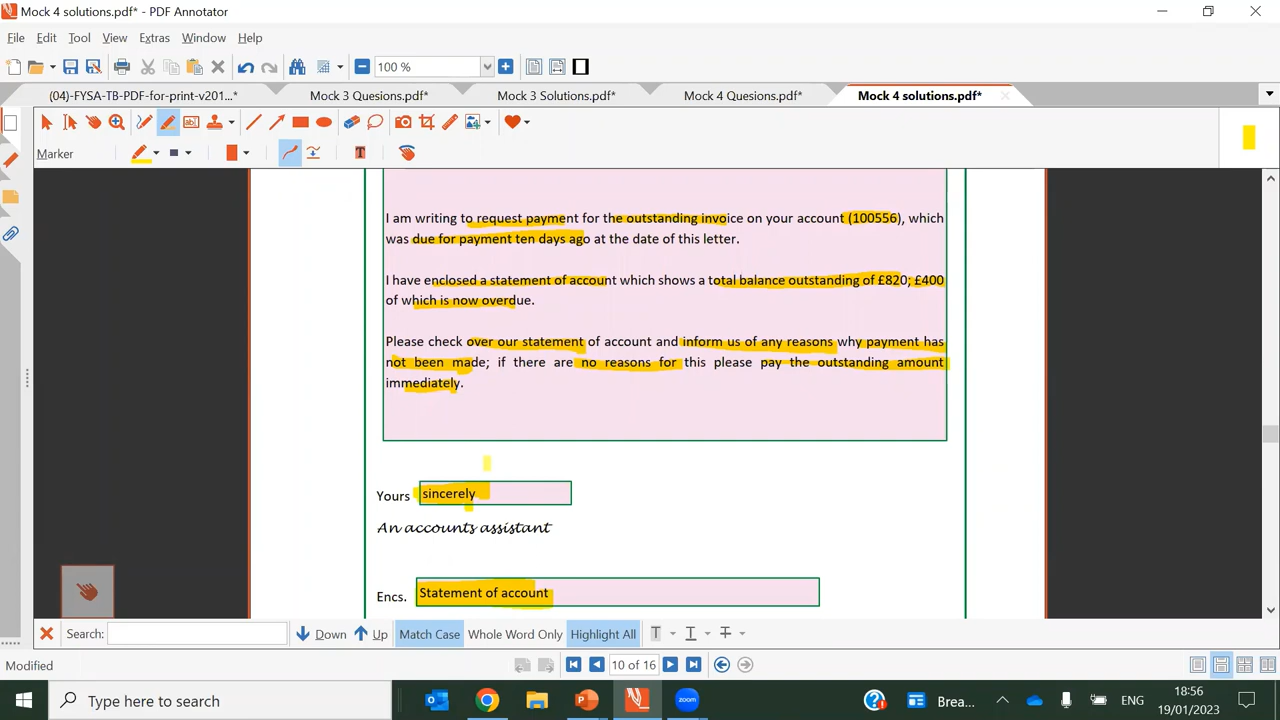 Mock 4 solutions.pdf* - PDF Annotator
File Edit Tool View Extras Window Help
100 %
(04)-FYSA-TB-PDF-for-print-v201...* Mock 3 Quesions.pdf* Mock 3 Solutions.pdf* Mock 4 Quesions.pdf* Mock 4 solutions.pdf*
Marker
I am writing to request payment for the outstanding invoice on your account (100556), which
was due for payment ten days ago at the date of this letter.
I have enclosed a statement of account which shows a total balance outstanding of £820; £400
of which is now overdue.
Please check over our statement of account and inform us of any reasons why payment has
not been made; if there are no reasons for this please pay the outstanding amount
immediately.
Yours sincerely
An accounts assistant
Encs. Statement of account
Search: Down Up Match Case Whole Word Only Highlight All
Modified 10 of 16
Type here to search Brea... ENG 18:56
19/01/2023